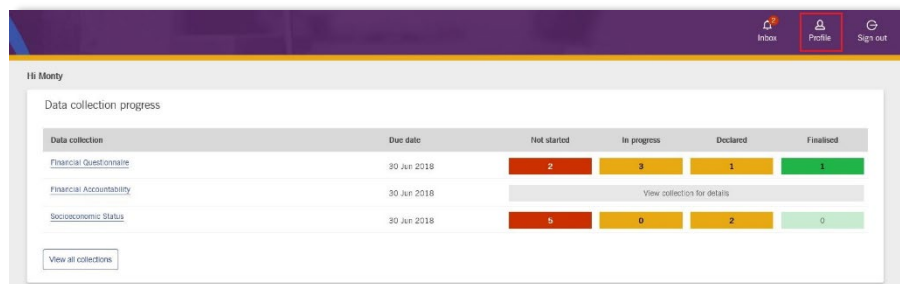 2
Inbox Profile Sign out
Hi Monty
Data collection progress
Data collection Due date Not started In progress Declared Finalised
Financial Questionnaire 30 Jun 2018 2 3 1 1
Financial Accountability 30 Jun 2018 View collection for details
Socioeconomic Status 30 Jun 2018 5 0 2 0
View all collections